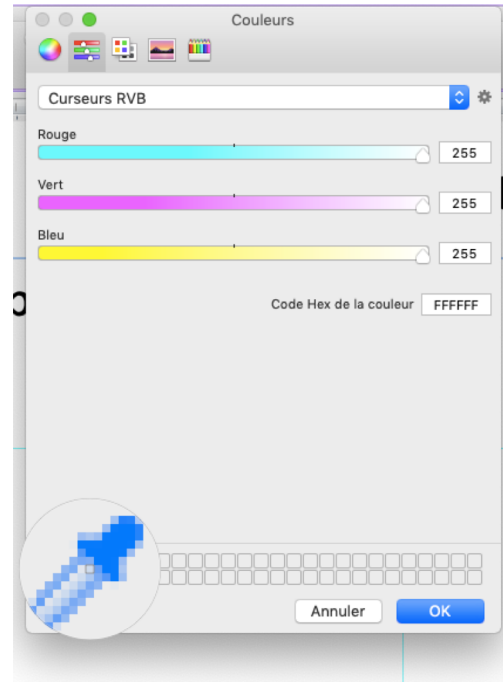 Couleurs
Curseurs RVB
Rouge
255
Vert
255
Bleu
255
Code Hex de la couleur FFFFFF
Annuler OK